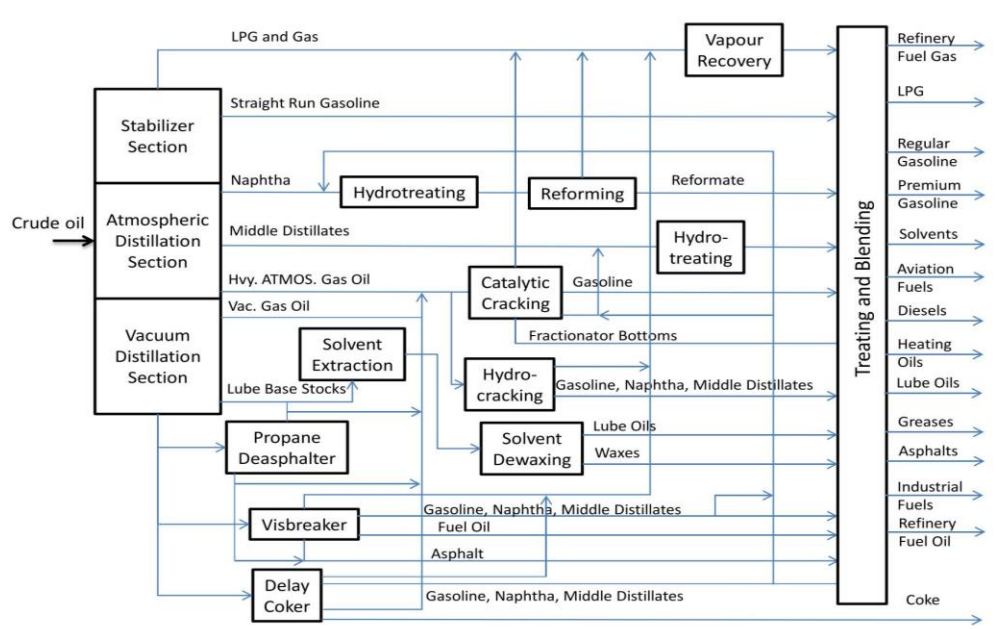 LPG and Gas
Vapour
Recovery
Refinery
Fuel Gas
LPG
Straight Run Gasoline
Stabilizer
Section
Regular
Gasoline
Naphtha
Hydrotreating
Reforming
Reformate
Premium
Gasoline
Crude oil
Atmospheric
Distillation
Section
Middle Distillates
Hydro-
treating
Treating and Blending
Solvents
Hvy. ATMOS. Gas Oil
Catalytic
Cracking
Gasoline
Aviation
Fuels
Vac. Gas Oil
Diesels
Vacuum
Distillation
Section
Solvent
Extraction
Fractionator Bottoms
Heating
Oils
Hydro-
cracking
Gasoline, Naphtha, Middle Distillates
Lube Base Stocks
Lube Oils
Propane
Deasphalter
Solvent
Dewaxing
Lube Oils
Waxes
Greases
Asphalts
Industrial
Fuels
Visbreaker
Gasoline, Naphtha, Middle Distillates
Fuel Oil
Refinery
Fuel Oil
Asphalt
Delay
Coker
Gasoline, Naphtha, Middle Distillates
Coke